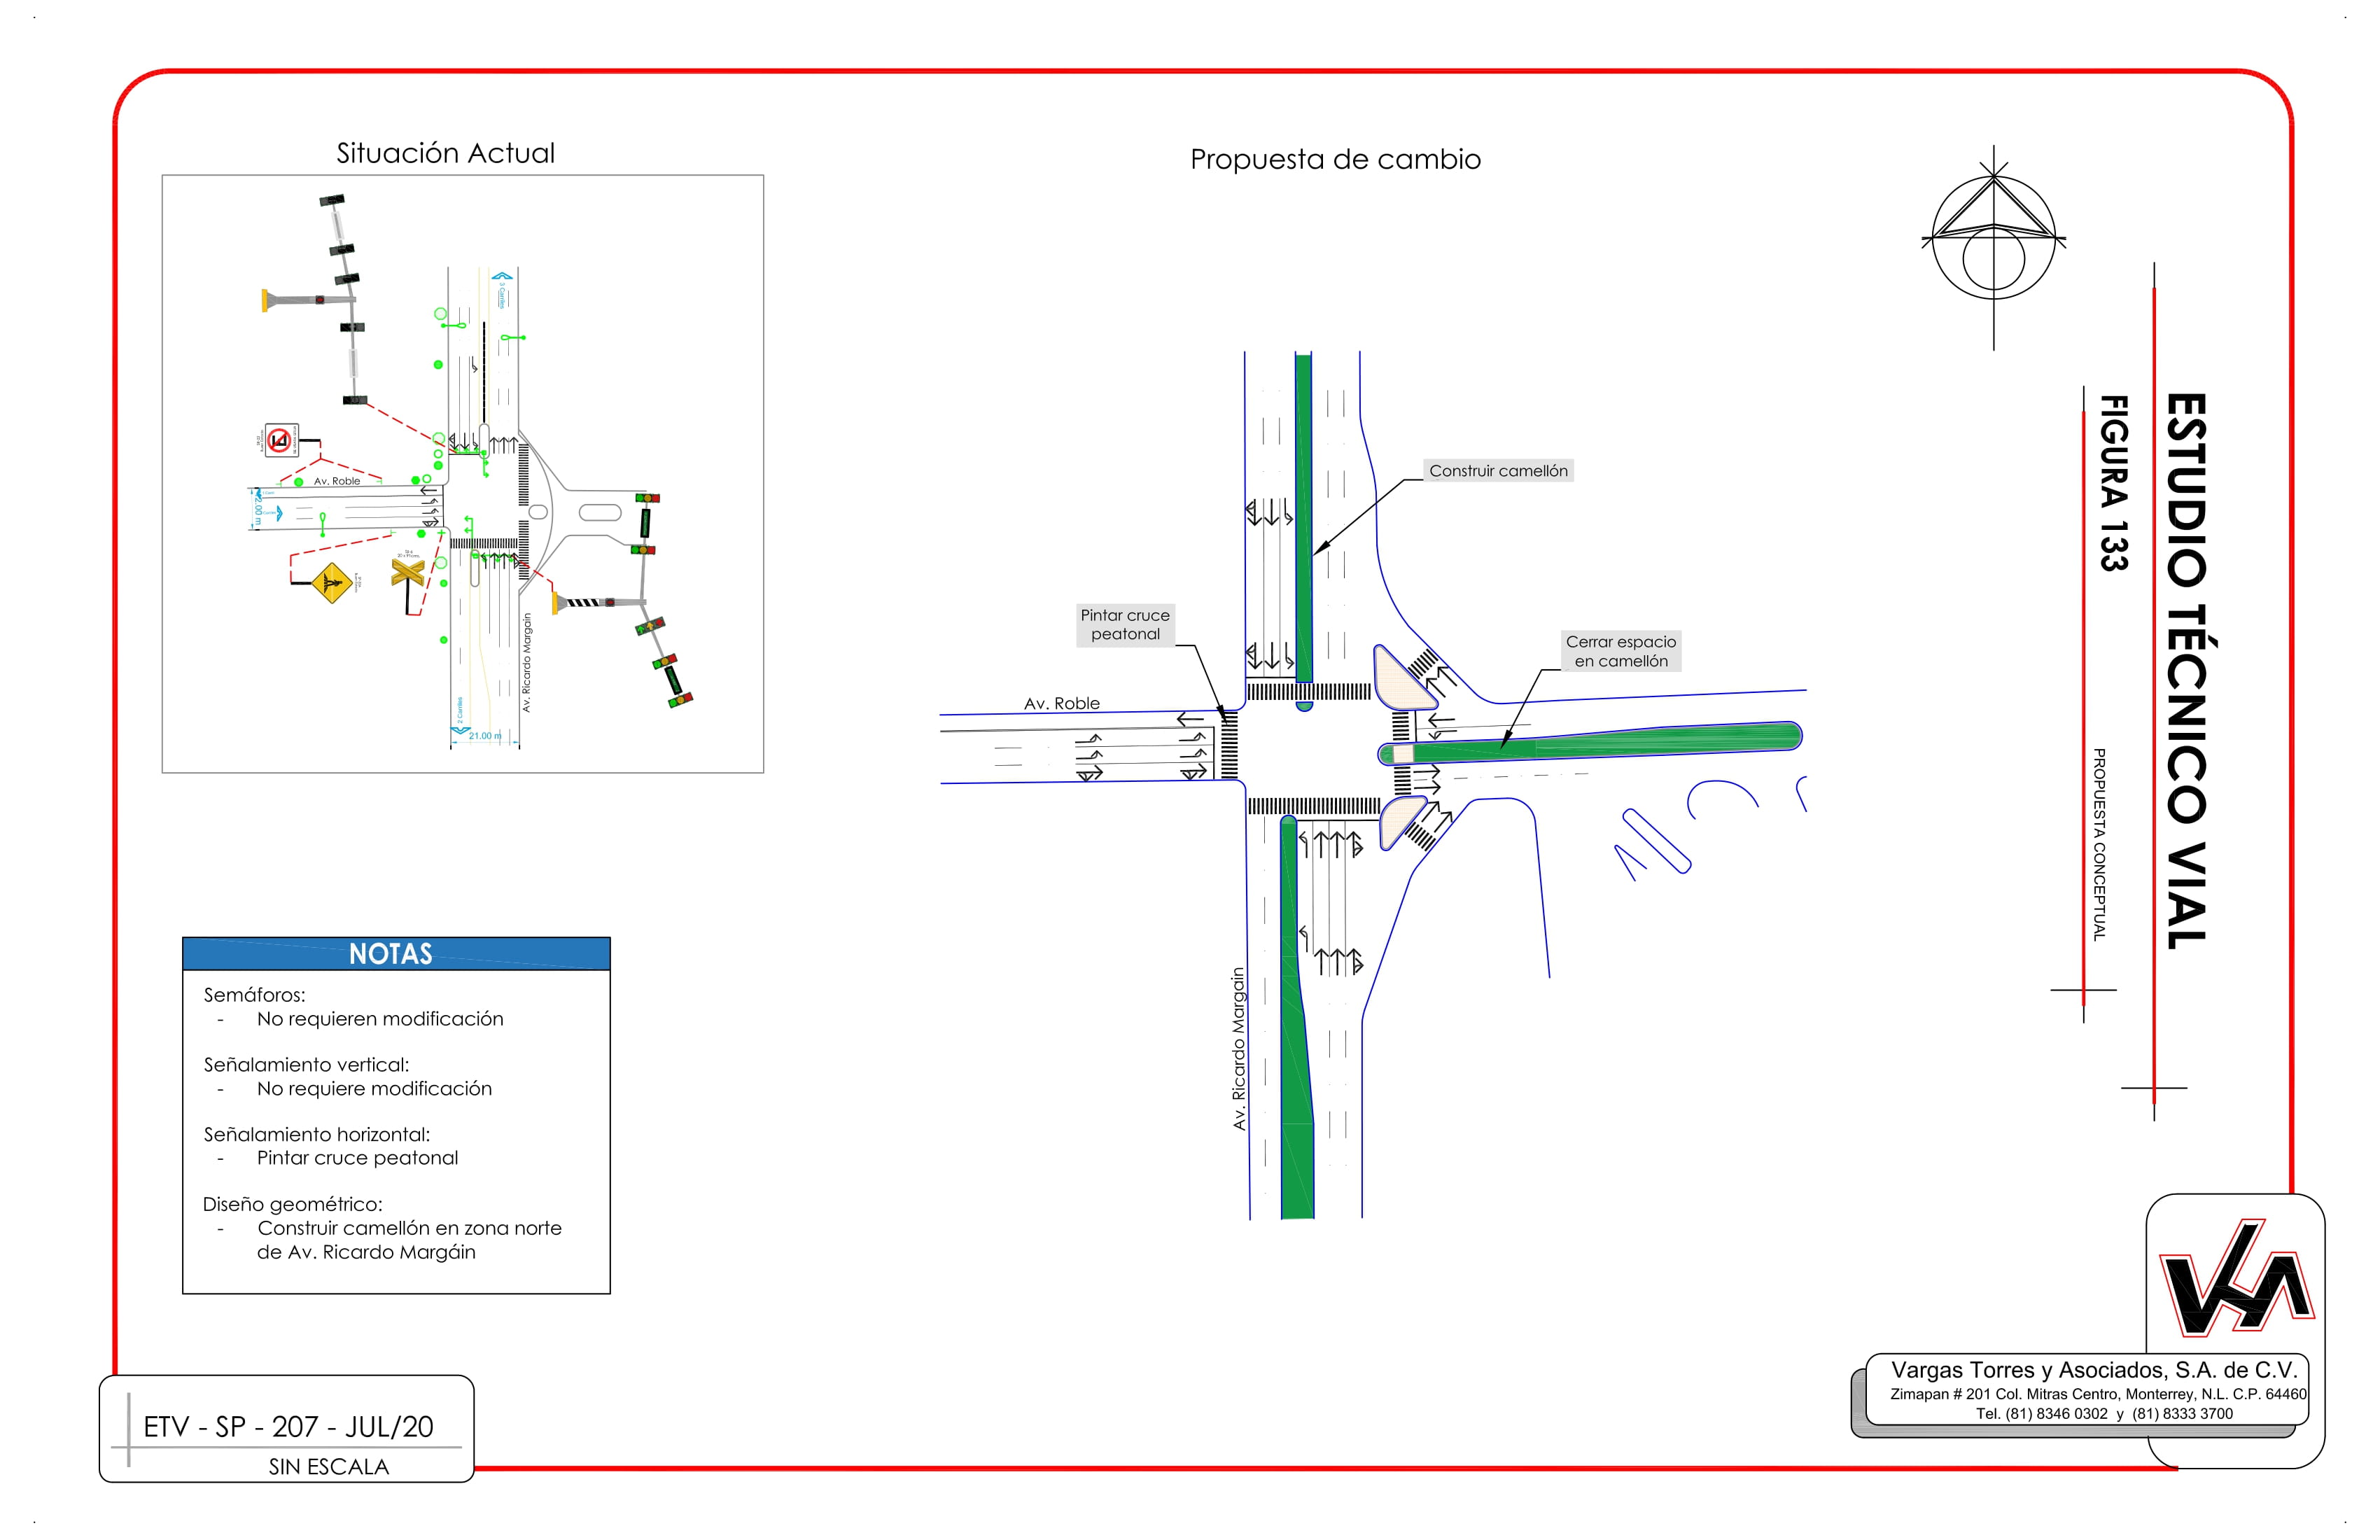 Situación Actual
3 Carriles
Av. Roble
2.00 m
2 Carriles
21.00 m
Av. Ricardo Margain
Propuesta de cambio
Construir camellón
Pintar cruce
peatonal
Cerrar espacio
en camellón
Av. Roble
Av. Ricardo Margain
ESTUDIO TÉCNICO VIAL
FIGURA 133
PROPUESTA CONCEPTUAL
NOTAS
Semáforos:
- No requieren modificación
Señalamiento vertical:
- No requiere modificación
Señalamiento horizontal:
- Pintar cruce peatonal
Diseño geométrico:
- Construir camellón en zona norte
de Av. Ricardo Margáin
ETV - SP - 207 - JUL/20
SIN ESCALA
Vargas Torres y Asociados, S.A. de C.V.
Zimapan # 201 Col. Mitras Centro, Monterrey, N.L. C.P. 64460
Tel. (81) 8346 0302 y (81) 8333 3700